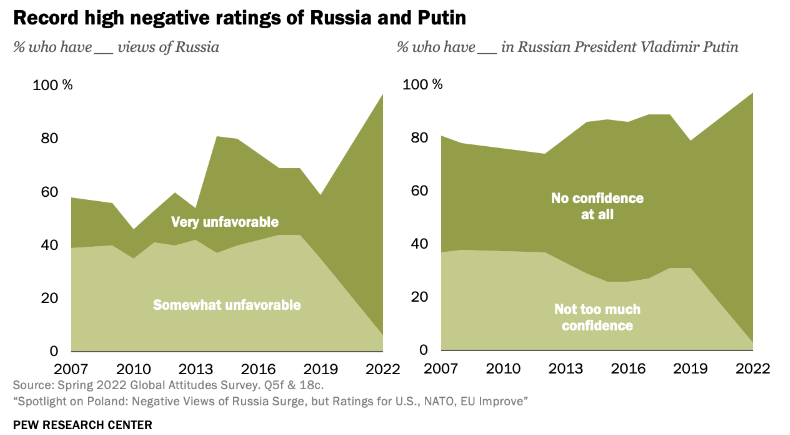 Record high negative ratings of Russia and Putin
% who have __ views of Russia
% who have __ in Russian President Vladimir Putin
100 %
80
60
40
20
0
Very unfavorable
Somewhat unfavorable
2007 2010 2013 2016 2019 2022
100 %
80
60
40
20
0
No confidence
at all
Not too much
confidence
2007 2010 2013 2016 2019 2022
Source: Spring 2022 Global Attitudes Survey. Q5f & 18c.
“Spotlight on Poland: Negative Views of Russia Surge, but Ratings for U.S., NATO, EU Improve”
PEW RESEARCH CENTER